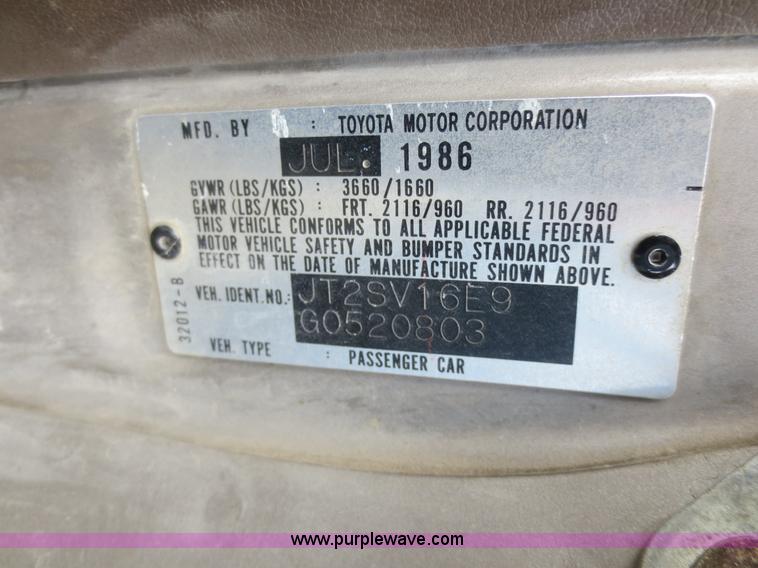 MFD. BY : TOYOTA MOTOR CORPORATION
JUL. 1986
GVWR (LBS/KGS) : 3660/1660
GAWR (LBS/KGS) : FRT. 2116/960 RR. 2116/960
THIS VEHICLE CONFORMS TO ALL APPLICABLE FEDERAL
MOTOR VEHICLE SAFETY AND BUMPER STANDARDS IN
EFFECT ON THE DATE OF MANUFACTURE SHOWN ABOVE.
VEH. IDENT.NO.: JT2SV16E9
G0520803
VEH. TYPE : PASSENGER CAR
32012-B
www.purplewave.com